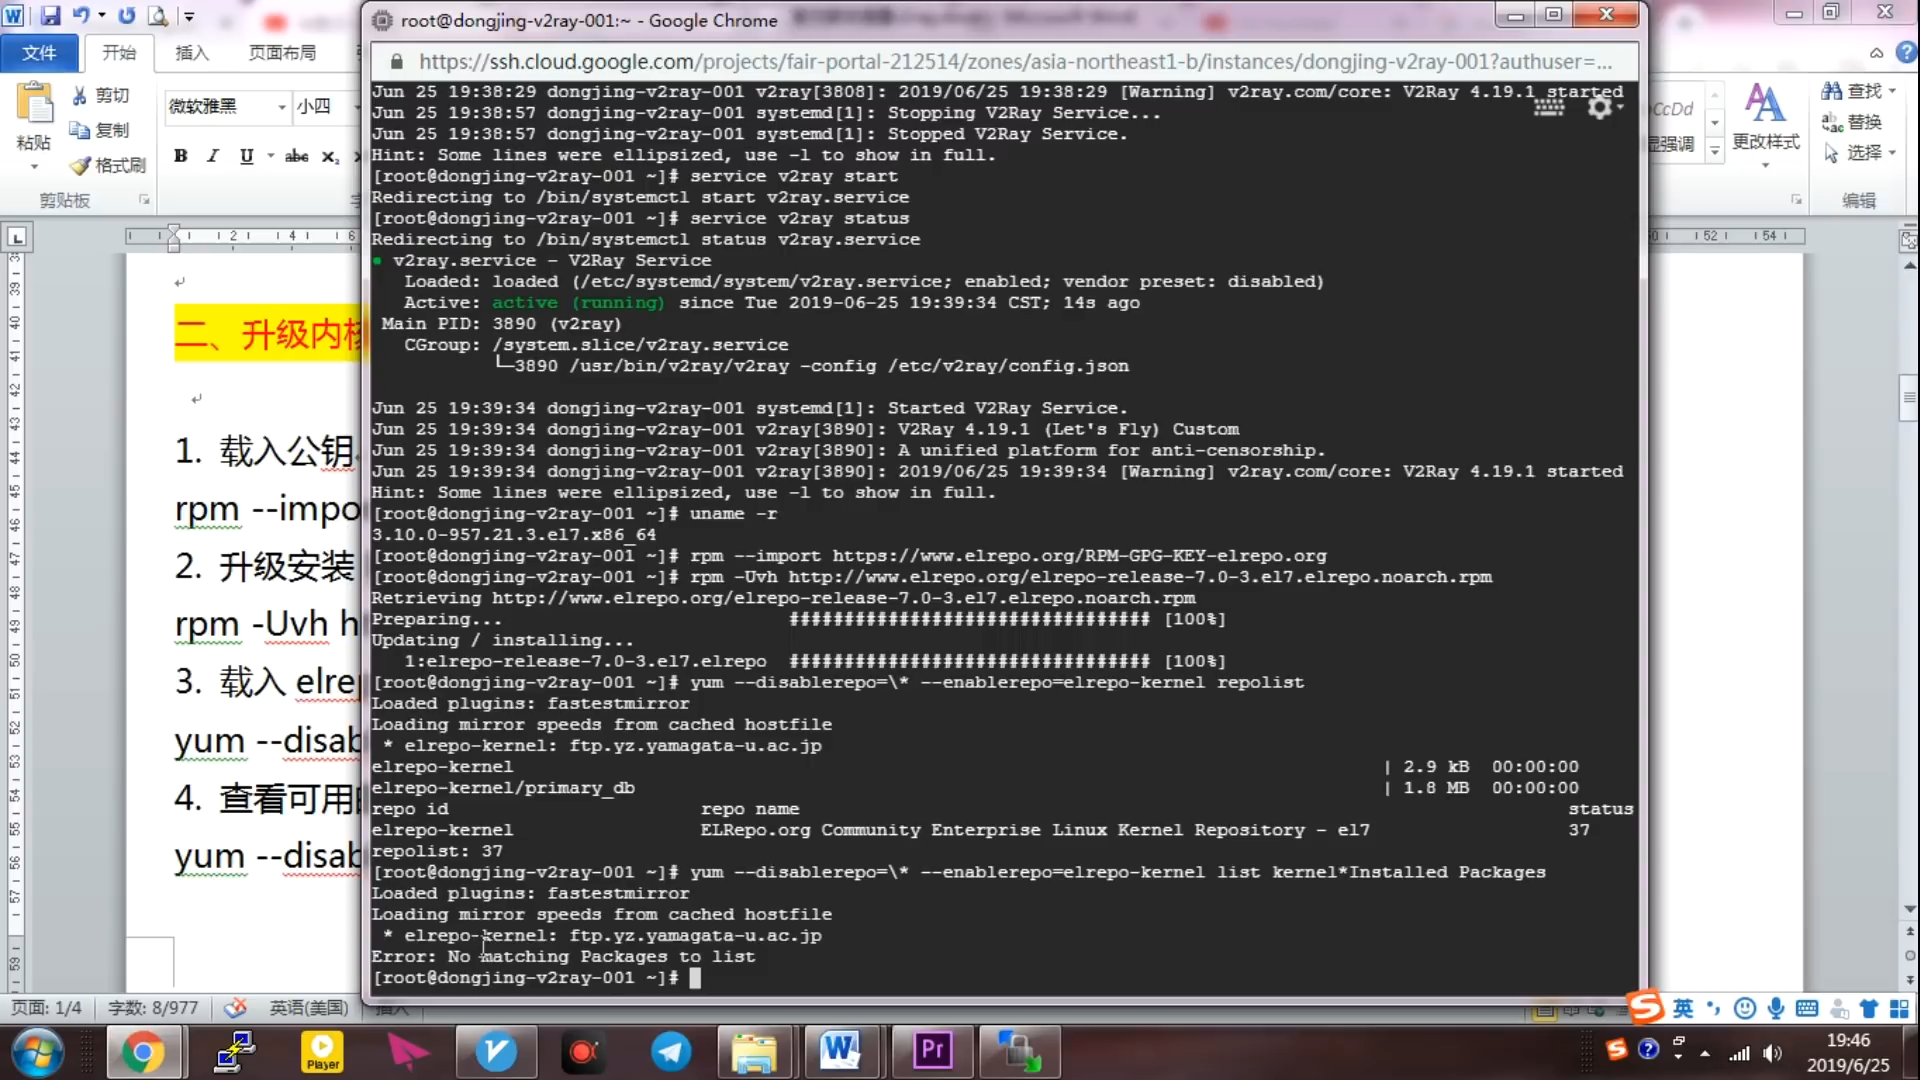 root@dongjing-v2ray-001:~ - Google Chrome
https://ssh.cloud.google.com/projects/fair-portal-212514/zones/asia-northeast1-b/instances/dongjing-v2ray-001?authuser=...
文件 开始 插入 页面布局
微软雅黑 小四
粘贴 剪切
复制
格式刷
B I U abc x₂
剪贴板
CcDd
显强调 更改样式
查找
替换
选择
编辑
Jun 25 19:38:29 dongjing-v2ray-001 v2ray[3808]: 2019/06/25 19:38:29 [Warning] v2ray.com/core: V2Ray 4.19.1 started
Jun 25 19:38:57 dongjing-v2ray-001 systemd[1]: Stopping V2Ray Service...
Jun 25 19:38:57 dongjing-v2ray-001 systemd[1]: Stopped V2Ray Service.
Hint: Some lines were ellipsized, use -l to show in full.
[root@dongjing-v2ray-001 ~]# service v2ray start
Redirecting to /bin/systemctl start v2ray.service
[root@dongjing-v2ray-001 ~]# service v2ray status
Redirecting to /bin/systemctl status v2ray.service
● v2ray.service - V2Ray Service
Loaded: loaded (/etc/systemd/system/v2ray.service; enabled; vendor preset: disabled)
Active: active (running) since Tue 2019-06-25 19:39:34 CST; 14s ago
Main PID: 3890 (v2ray)
CGroup: /system.slice/v2ray.service
└─3890 /usr/bin/v2ray/v2ray -config /etc/v2ray/config.json
Jun 25 19:39:34 dongjing-v2ray-001 systemd[1]: Started V2Ray Service.
Jun 25 19:39:34 dongjing-v2ray-001 v2ray[3890]: V2Ray 4.19.1 (Let's Fly) Custom
Jun 25 19:39:34 dongjing-v2ray-001 v2ray[3890]: A unified platform for anti-censorship.
Jun 25 19:39:34 dongjing-v2ray-001 v2ray[3890]: 2019/06/25 19:39:34 [Warning] v2ray.com/core: V2Ray 4.19.1 started
Hint: Some lines were ellipsized, use -l to show in full.
[root@dongjing-v2ray-001 ~]# uname -r
3.10.0-957.21.3.el7.x86_64
[root@dongjing-v2ray-001 ~]# rpm --import https://www.elrepo.org/RPM-GPG-KEY-elrepo.org
[root@dongjing-v2ray-001 ~]# rpm -Uvh http://www.elrepo.org/elrepo-release-7.0-3.el7.elrepo.noarch.rpm
Retrieving http://www.elrepo.org/elrepo-release-7.0-3.el7.elrepo.noarch.rpm
Preparing... ################################# [100%]
Updating / installing...
1:elrepo-release-7.0-3.el7.elrepo ################################# [100%]
[root@dongjing-v2ray-001 ~]# yum --disablerepo=\* --enablerepo=elrepo-kernel repolist
Loaded plugins: fastestmirror
Loading mirror speeds from cached hostfile
* elrepo-kernel: ftp.yz.yamagata-u.ac.jp
elrepo-kernel | 2.9 kB 00:00:00
elrepo-kernel/primary_db | 1.8 MB 00:00:00
repo id repo name status
elrepo-kernel ELRepo.org Community Enterprise Linux Kernel Repository - el7 37
repolist: 37
[root@dongjing-v2ray-001 ~]# yum --disablerepo=\* --enablerepo=elrepo-kernel list kernel*Installed Packages
Loaded plugins: fastestmirror
Loading mirror speeds from cached hostfile
* elrepo-kernel: ftp.yz.yamagata-u.ac.jp
Error: No matching Packages to list
[root@dongjing-v2ray-001 ~]#
二、升级内核
1. 载入公钥
rpm --impo
2. 升级安装
rpm -Uvh h
3. 载入 elre
yum --disab
4. 查看可用
yum --disab
页面: 1/4 字数: 8/977 英语(美国) 插入
英
Player
Pr
19:46
2019/6/25